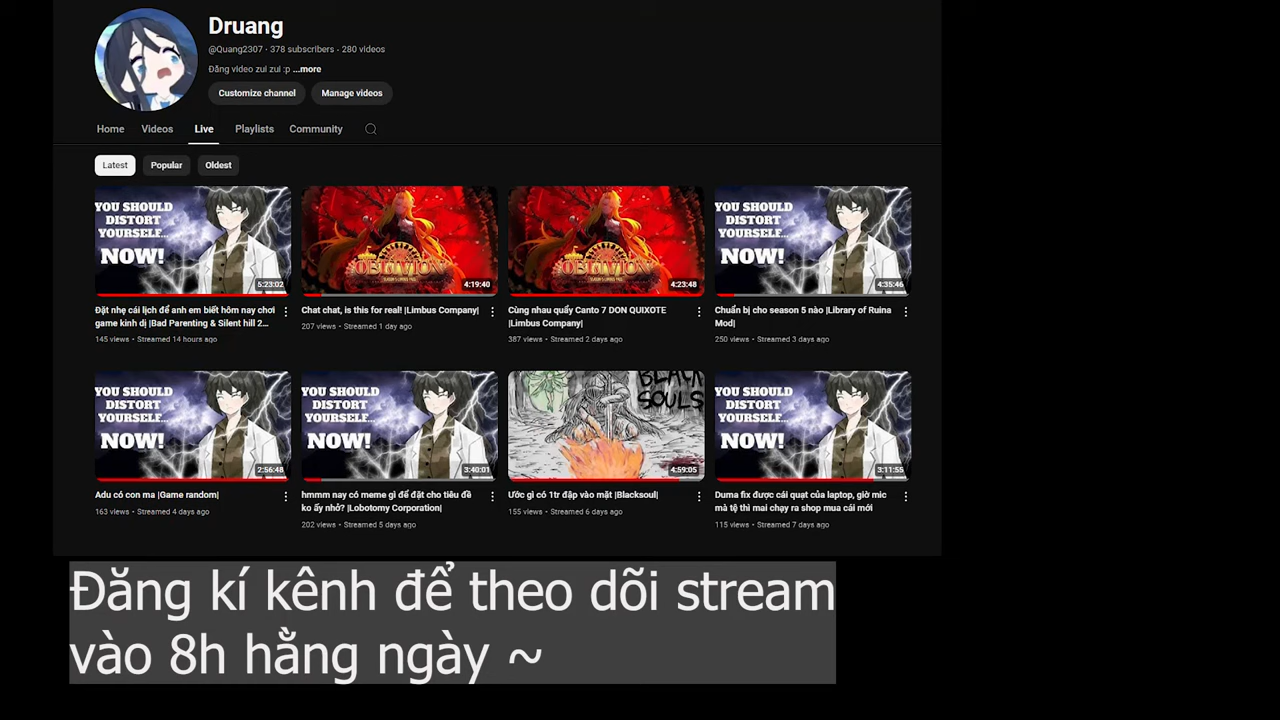 Druang
@Quang2307 · 378 subscribers · 280 videos
Đăng video zui zui :p ...more
Customize channel
Manage videos
Home
Videos
Live
Playlists
Community
Latest
Popular
Oldest
YOU SHOULD
DISTORT
YOURSELF...
NOW!
5:23:02
OBLIVION
4:19:40
OBLIVION
4:23:48
YOU SHOULD
DISTORT
YOURSELF...
NOW!
4:35:46
Đặt nhẹ cái lịch để anh em biết hôm nay chơi
game kinh dị |Bad Parenting & Silent hill 2...
145 views • Streamed 14 hours ago
Chat chat, is this for real! |Limbus Company|
207 views • Streamed 1 day ago
Cùng nhau quẩy Canto 7 DON QUIXOTE
|Limbus Company|
387 views • Streamed 2 days ago
Chuẩn bị cho season 5 nào |Library of Ruina
Mod|
250 views • Streamed 3 days ago
YOU SHOULD
DISTORT
YOURSELF...
NOW!
2:56:48
YOU SHOULD
DISTORT
YOURSELF...
NOW!
3:40:01
BLACK
SOULS
4:59:05
YOU SHOULD
DISTORT
YOURSELF...
NOW!
3:11:55
Adu có con ma |Game random|
163 views • Streamed 4 days ago
hmmm nay có meme gì để đặt cho tiêu đề
ko ấy nhở? |Lobotomy Corporation|
202 views • Streamed 5 days ago
Ước gì có 1tr đập vào mặt |Blacksoul|
155 views • Streamed 6 days ago
Duma fix được cái quạt của laptop, giờ mic
mà tệ thì mai chạy ra shop mua cái mới
115 views • Streamed 7 days ago
Đăng kí kênh để theo dõi stream
vào 8h hằng ngày ~